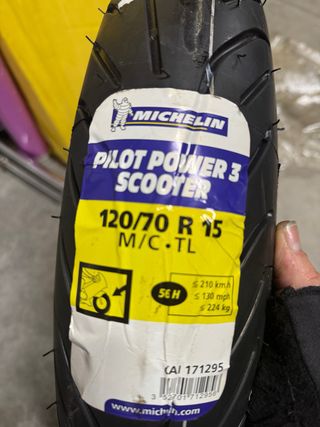 MICHELIN
PILOT POWER 3
SCOOTER
120/70 R 15
M/C • TL
56 H
≤ 210 km/h
≤ 130 mph
≤ 224 kg
CAI 171295
www.michelin.com